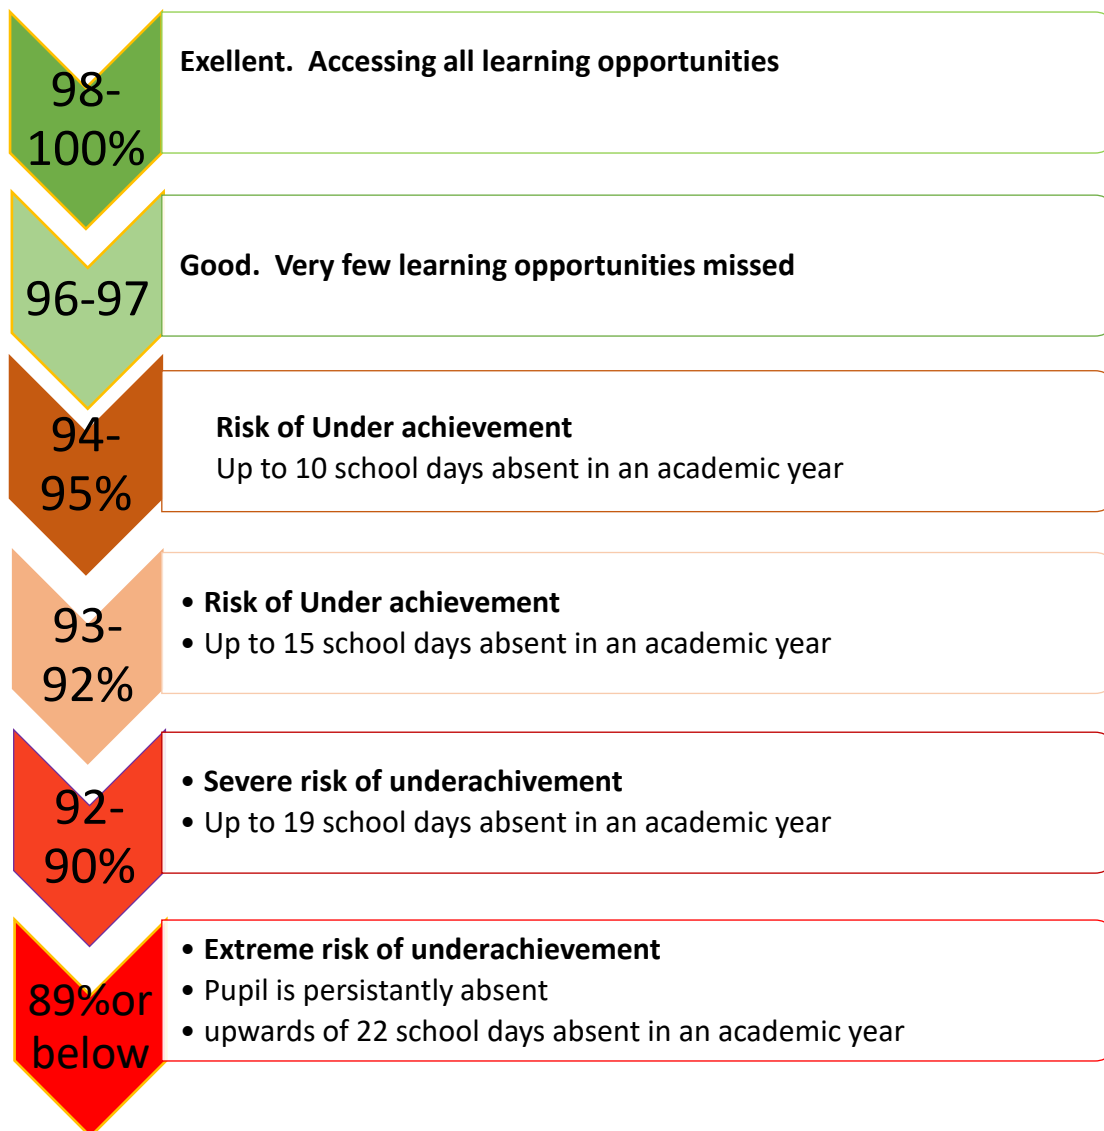 98-
100%
Exellent.  Accessing all learning opportunities
96-97
Good.  Very few learning opportunities missed
94-
95%
Risk of Under achievement
Up to 10 school days absent in an academic year
93-
92%
• Risk of Under achievement
• Up to 15 school days absent in an academic year
92-
90%
• Severe risk of underachivement
• Up to 19 school days absent in an academic year
89%or
below
• Extreme risk of underachievement
• Pupil is persistantly absent
• upwards of 22 school days absent in an academic year